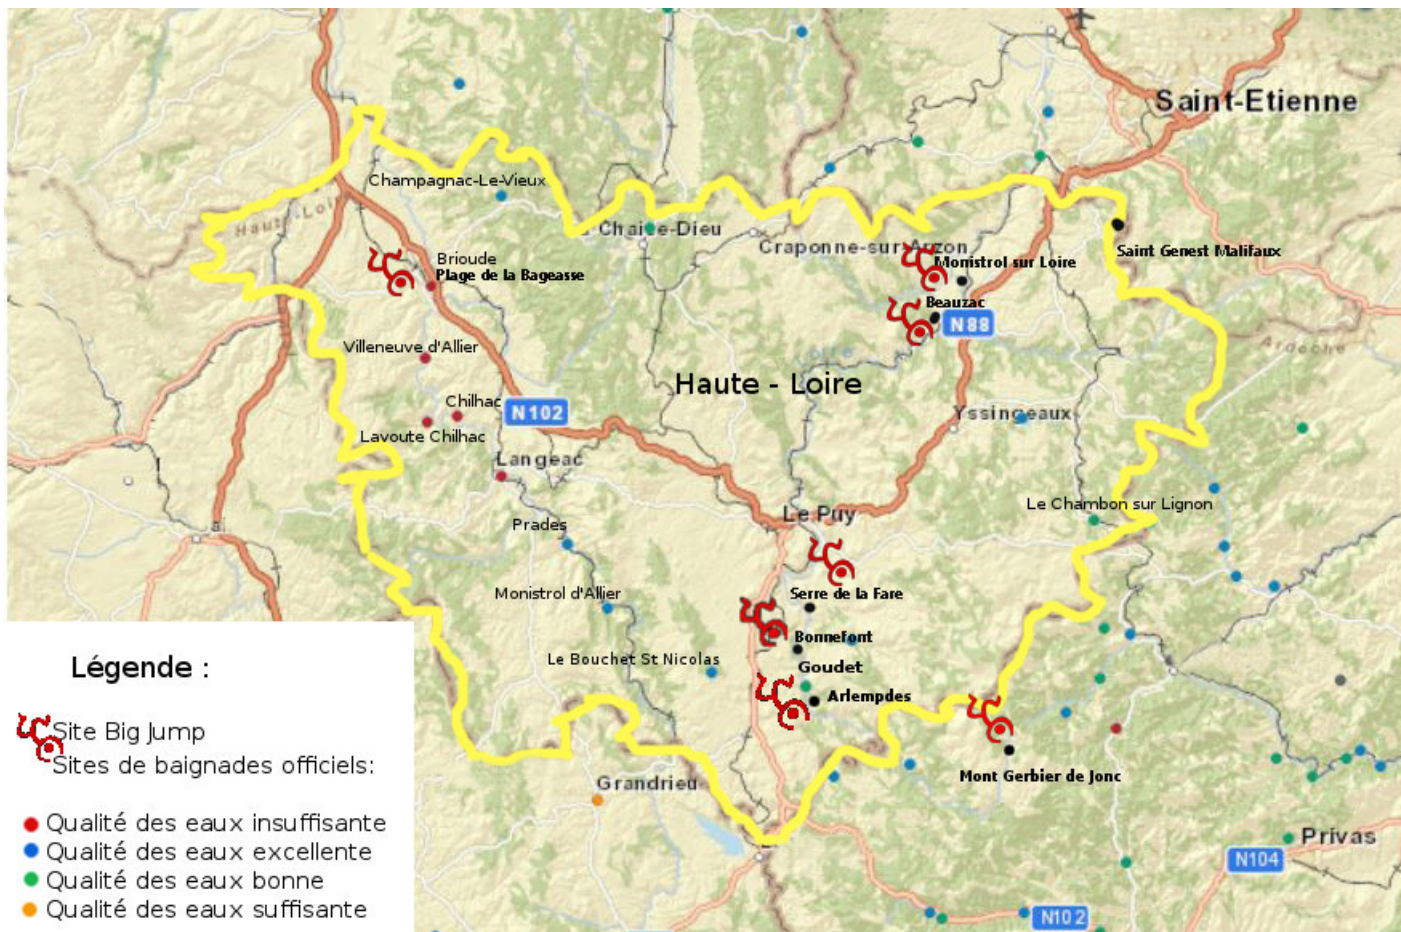 Saint-Etienne
Champagnac-Le-Vieux
Haute-Loir
Chaise-Dieu
Craponne-sur-Arzon
Saint Genest Malifaux
Brioude
Plage de la Bageasse
Monistrol sur Loire
Beauzac
N 88
Villeneuve d'Allier
Ardèche
Haute - Loire
Chilhac
N 102
Yssingeaux
Lavoute Chilhac
Langeac
Le Chambon sur Lignon
Le Puy
Prades
Monistrol d'Allier
Serre de la Fare
Bonnefont
Le Bouchet St Nicolas
Goudet
Arlempdes
Mont Gerbier de Jonc
Grandrieu
Privas
N104
N102
Légende :
Site Big Jump
Sites de baignades officiels:
Qualité des eaux insuffisante
Qualité des eaux excellente
Qualité des eaux bonne
Qualité des eaux suffisante